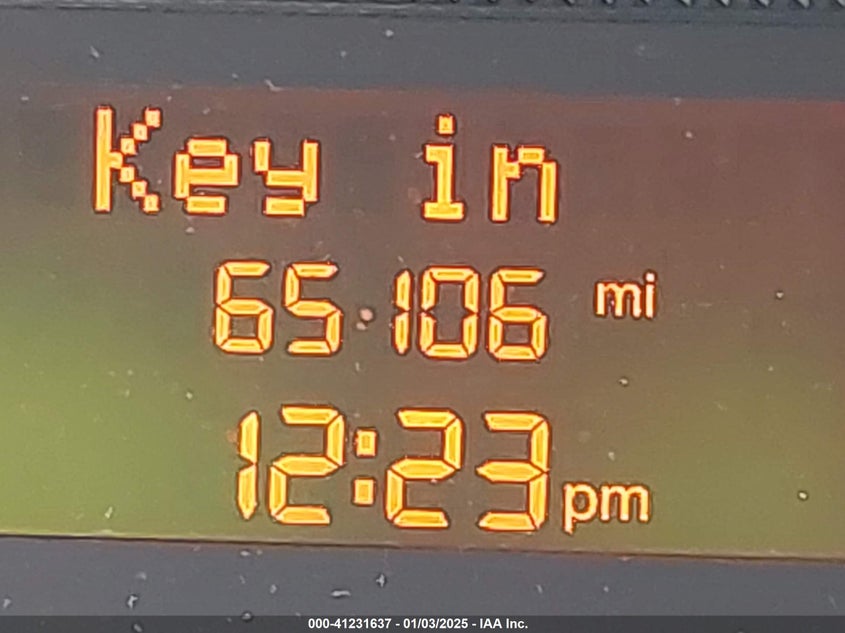 Key in
65106 mi
12:23 pm
000-41231637 - 01/03/2025 - IAA Inc.